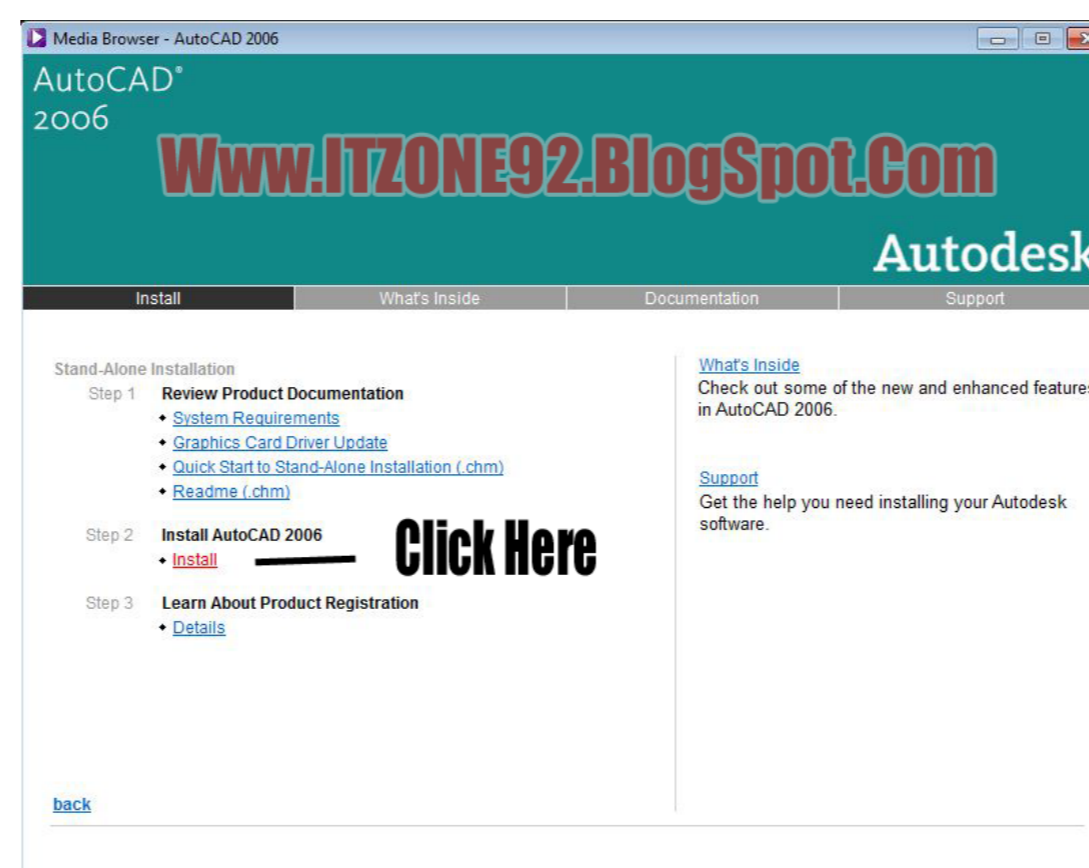 Media Browser - AutoCAD 2006
AutoCAD®
2006
Www.ITZONE92.BlogSpot.Com
Autodesk
Install
What's Inside
Documentation
Support
Stand-Alone Installation
Step 1 Review Product Documentation
System Requirements
Graphics Card Driver Update
Quick Start to Stand-Alone Installation (.chm)
Readme (.chm)
Step 2 Install AutoCAD 2006
Install
Click Here
Step 3 Learn About Product Registration
Details
What's Inside
Check out some of the new and enhanced features
in AutoCAD 2006.
Support
Get the help you need installing your Autodesk
software.
back